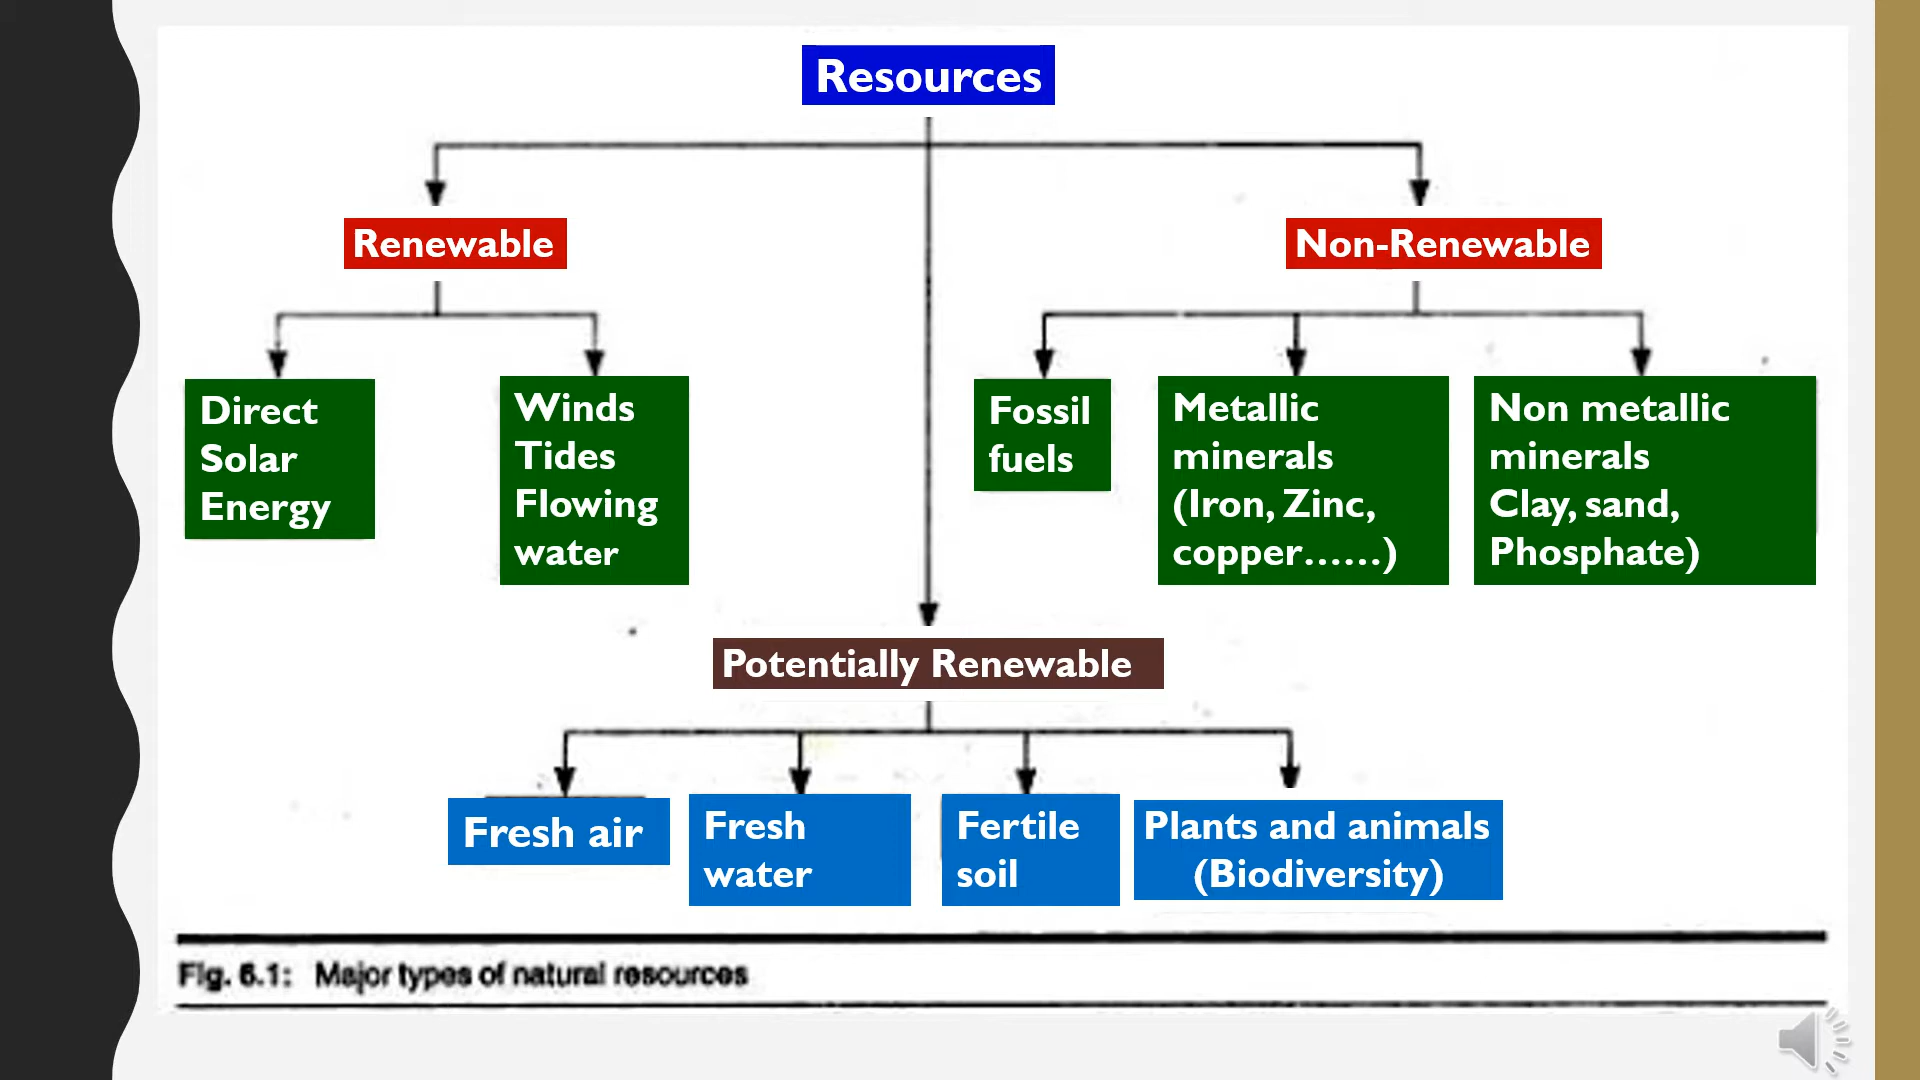 Resources
Renewable
Non-Renewable
Direct
Solar
Energy
Winds
Tides
Flowing
water
Fossil
fuels
Metallic
minerals
(Iron, Zinc,
copper......)
Non metallic
minerals
Clay, sand,
Phosphate)
Potentially Renewable
Fresh air
Fresh
water
Fertile
soil
Plants and animals
(Biodiversity)
Fig. 6.1: Major types of natural resources